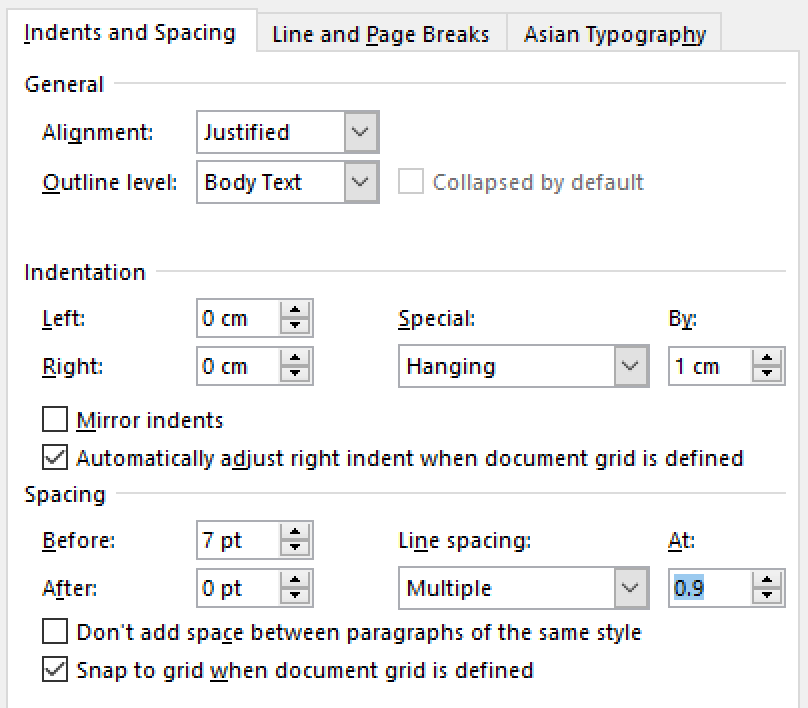 Indents and Spacing Line and Page Breaks Asian Typography
General
Alignment: Justified
Outline level: Body Text Collapsed by default
Indentation
Left: 0 cm Special: By:
Right: 0 cm Hanging 1 cm
Mirror indents
Automatically adjust right indent when document grid is defined
Spacing
Before: 7 pt Line spacing: At:
After: 0 pt Multiple 0.9
Don't add space between paragraphs of the same style
Snap to grid when document grid is defined